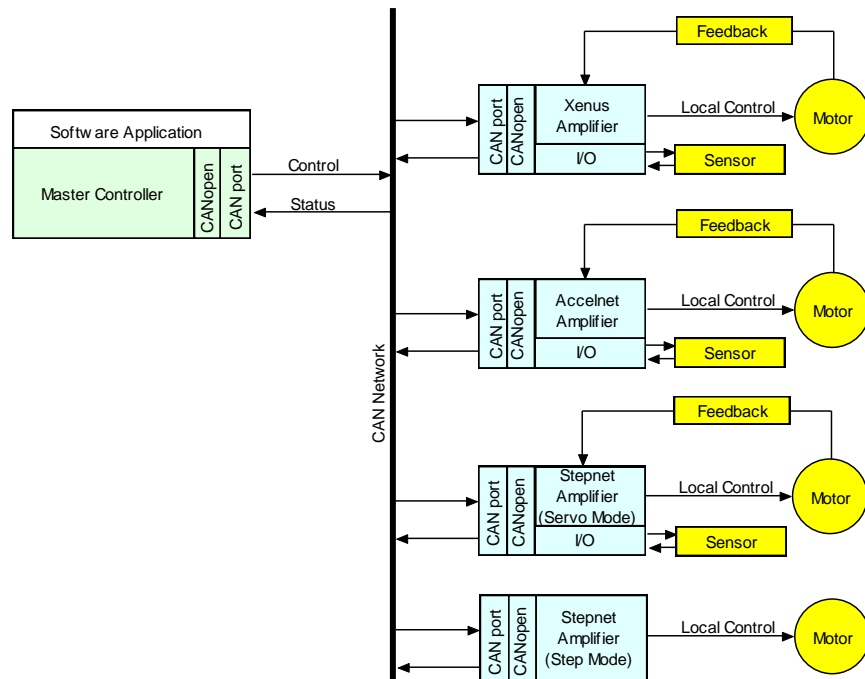 Software Application
Master Controller
CANopen
CAN port
Control
Status
CAN Network
Feedback
CAN port
CANopen
Xenus
Amplifier
I/O
Local Control
Motor
Sensor
Feedback
CAN port
CANopen
Accelnet
Amplifier
I/O
Local Control
Motor
Sensor
Feedback
CAN port
CANopen
Stepnet
Amplifier
(Servo Mode)
I/O
Local Control
Motor
Sensor
CAN port
CANopen
Stepnet
Amplifier
(Step Mode)
Local Control
Motor